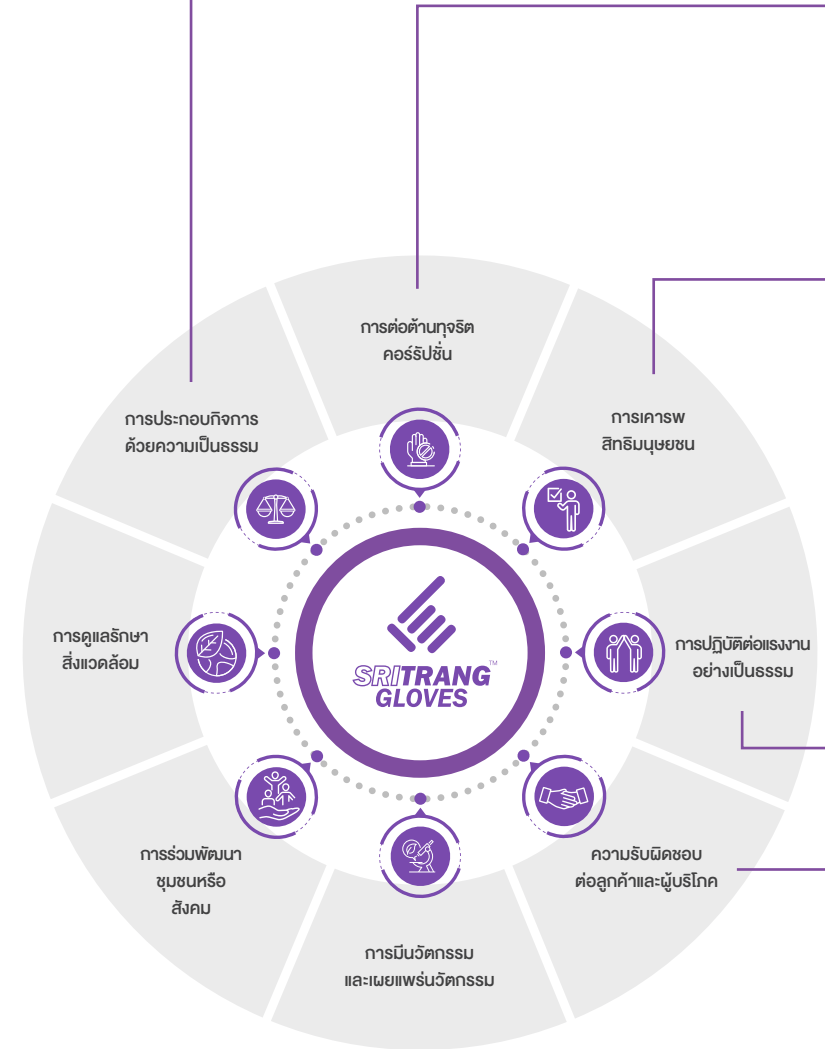 การต่อต้านทุจริต
คอร์รัปชั่น
การเคารพ
สิทธิมนุษยชน
การประกอบกิจการ
ด้วยความเป็นธรรม
การดูแลรักษา
สิ่งแวดล้อม
การปฏิบัติต่อแรงงาน
อย่างเป็นธรรม
SRITRANG™
GLOVES
การร่วมพัฒนา
ชุมชนหรือ
สังคม
ความรับผิดชอบ
ต่อลูกค้าและผู้บริโภค
การมีนวัตกรรม
และเผยแพร่นวัตกรรม